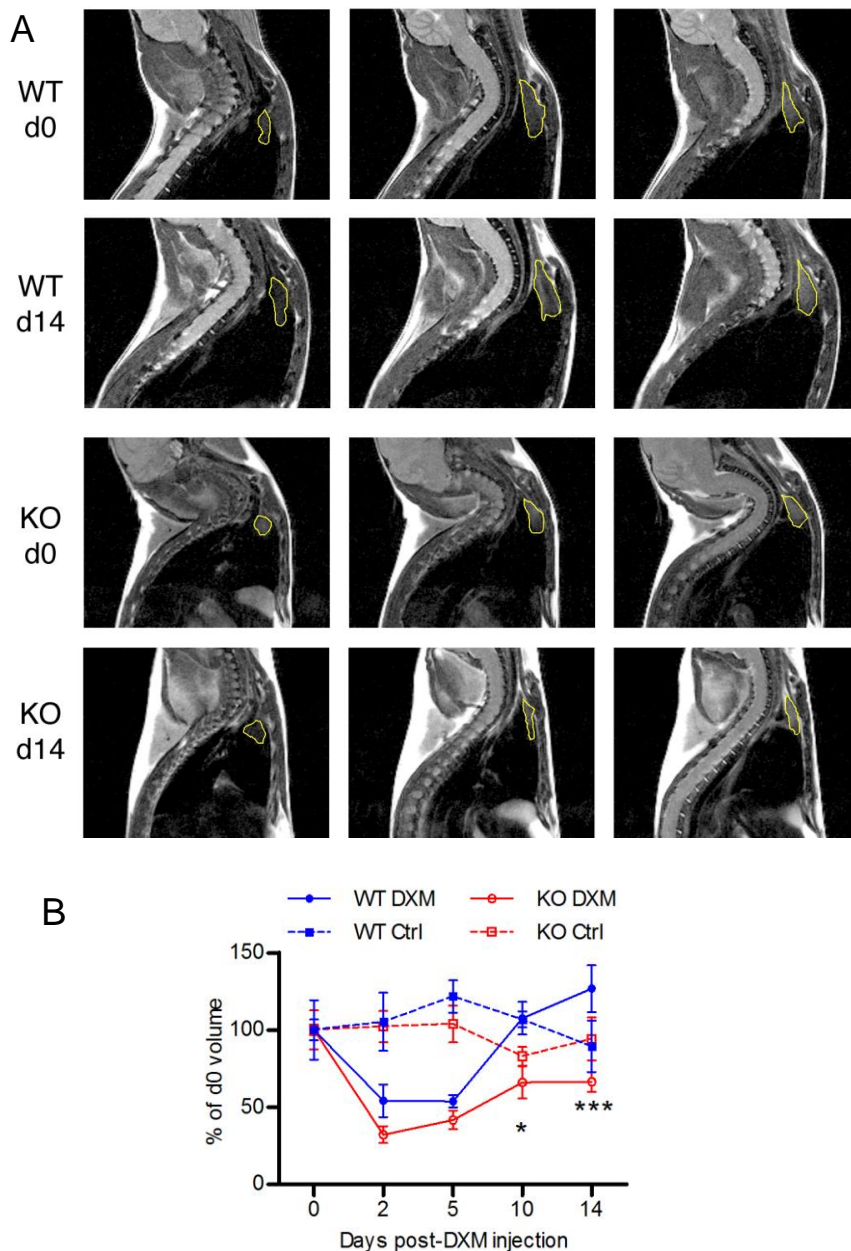 A
WT
d0
WT
d14
KO
d0
KO
d14
B
WT DXM KO DXM
WT Ctrl KO Ctrl
150
100
50
0
% of d0 volume
* ***
0 2 5 10 14
Days post-DXM injection